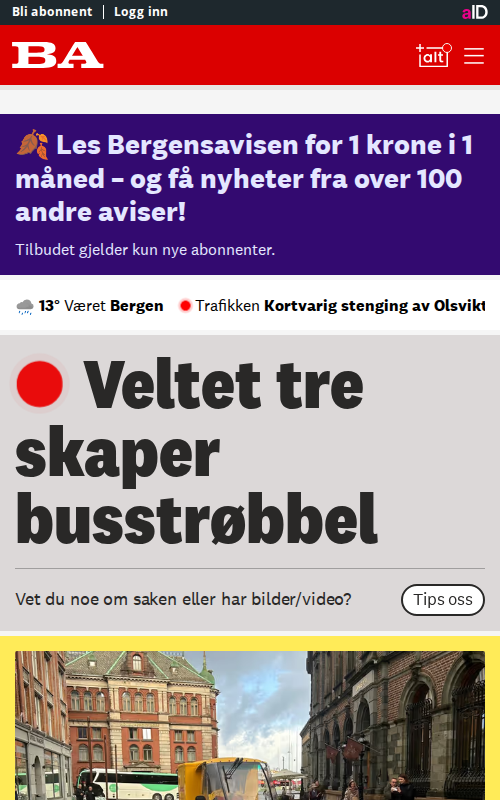 Bli abonnent | Logg inn
aID
BA
+alt
Les Bergensavisen for 1 krone i 1
måned – og få nyheter fra over 100
andre aviser!
Tilbudet gjelder kun nye abonnenter.
13° Været Bergen Trafikken Kortvarig stenging av Olsvikt
Veltet tre
skaper
busstrøbbel
Vet du noe om saken eller har bilder/video?
Tips oss